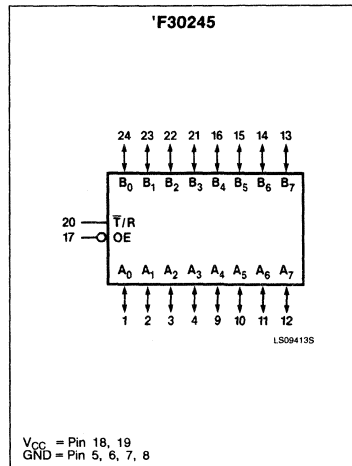 'F30245
24 23 22 21 16 15 14 13
B0 B1 B2 B3 B4 B5 B6 B7
20 T̅/R
17 OE
A0 A1 A2 A3 A4 A5 A6 A7
1 2 3 4 9 10 11 12
LS09413S
VCC = Pin 18, 19
GND = Pin 5, 6, 7, 8